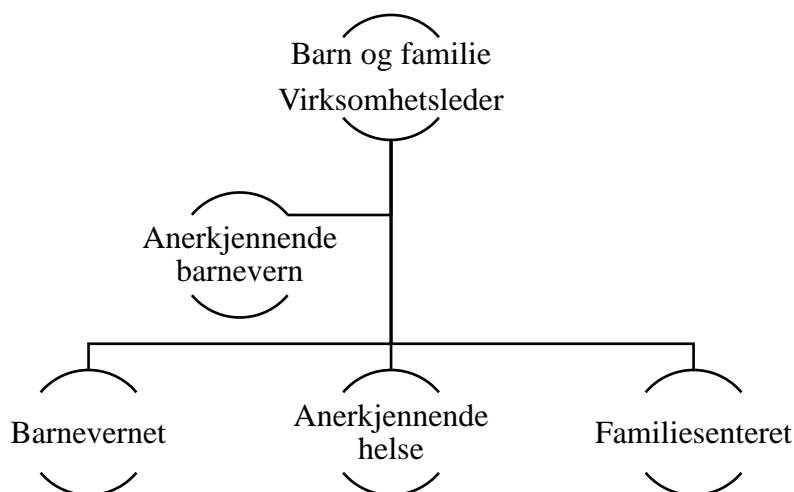 Barn og familie
Virksomhetsleder
Anerkjennende
barnevern
Barnevernet
Anerkjennende
helse
Familiesenteret